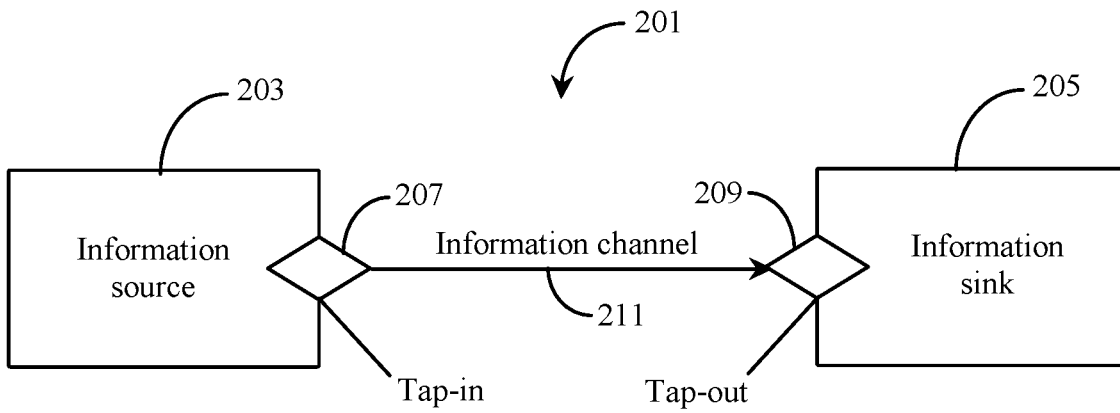 201
203
205
207
209
Information channel
Information
source
Information
sink
211
Tap-in
Tap-out